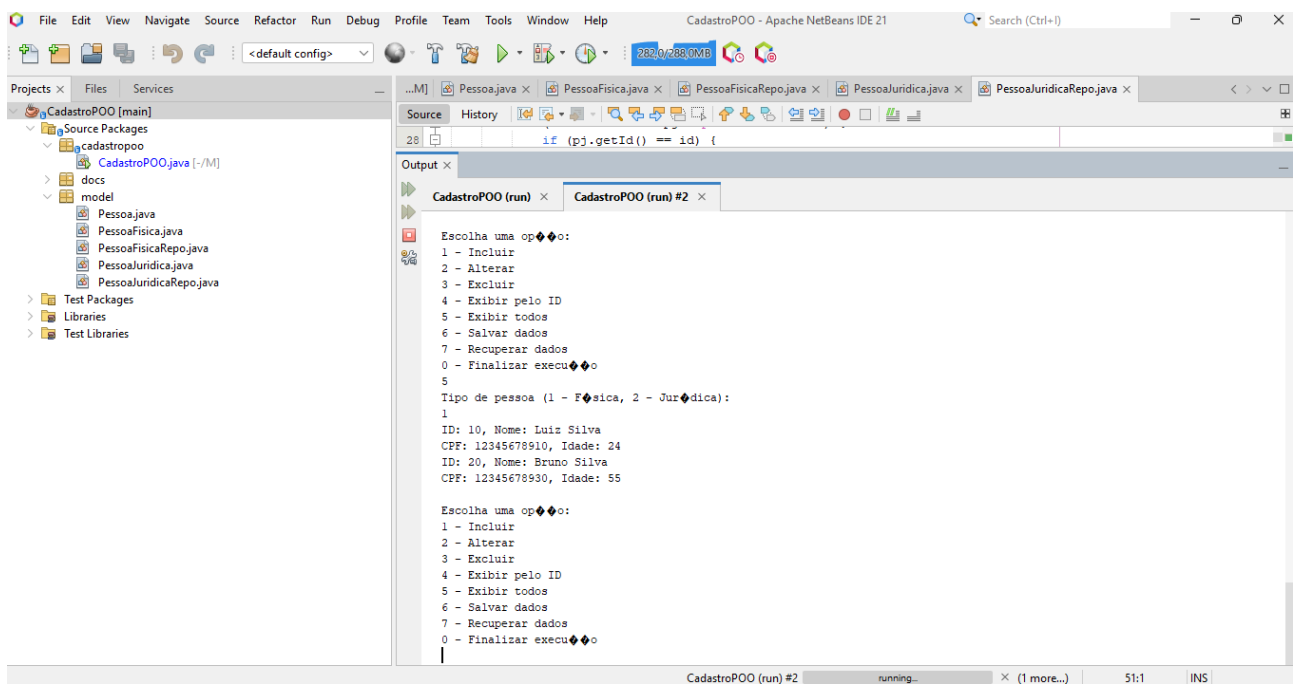 File Edit View Navigate Source Refactor Run Debug Profile Team Tools Window Help CadastroPOO - Apache NetBeans IDE 21 Search (Ctrl+I)
<default config> 282,0/288,0MB
Projects Files Services
...M] Pessoa.java PessoaFisica.java PessoaFisicaRepo.java PessoaJuridica.java PessoaJuridicaRepo.java
CadastroPOO [main]
Source Packages
cadastropoo
CadastroPOO.java [-/M]
docs
model
Pessoa.java
PessoaFisica.java
PessoaFisicaRepo.java
PessoaJuridica.java
PessoaJuridicaRepo.java
Test Packages
Libraries
Test Libraries
Source History
28 if (pj.getId() == id) {
Output
CadastroPOO (run) CadastroPOO (run) #2
Escolha uma op��o:
1 - Incluir
2 - Alterar
3 - Excluir
4 - Exibir pelo ID
5 - Exibir todos
6 - Salvar dados
7 - Recuperar dados
0 - Finalizar execu��o
5
Tipo de pessoa (1 - F�sica, 2 - Jur�dica):
1
ID: 10, Nome: Luiz Silva
CPF: 12345678910, Idade: 24
ID: 20, Nome: Bruno Silva
CPF: 12345678930, Idade: 55
Escolha uma op��o:
1 - Incluir
2 - Alterar
3 - Excluir
4 - Exibir pelo ID
5 - Exibir todos
6 - Salvar dados
7 - Recuperar dados
0 - Finalizar execu��o
CadastroPOO (run) #2 running... (1 more...) 51:1 INS